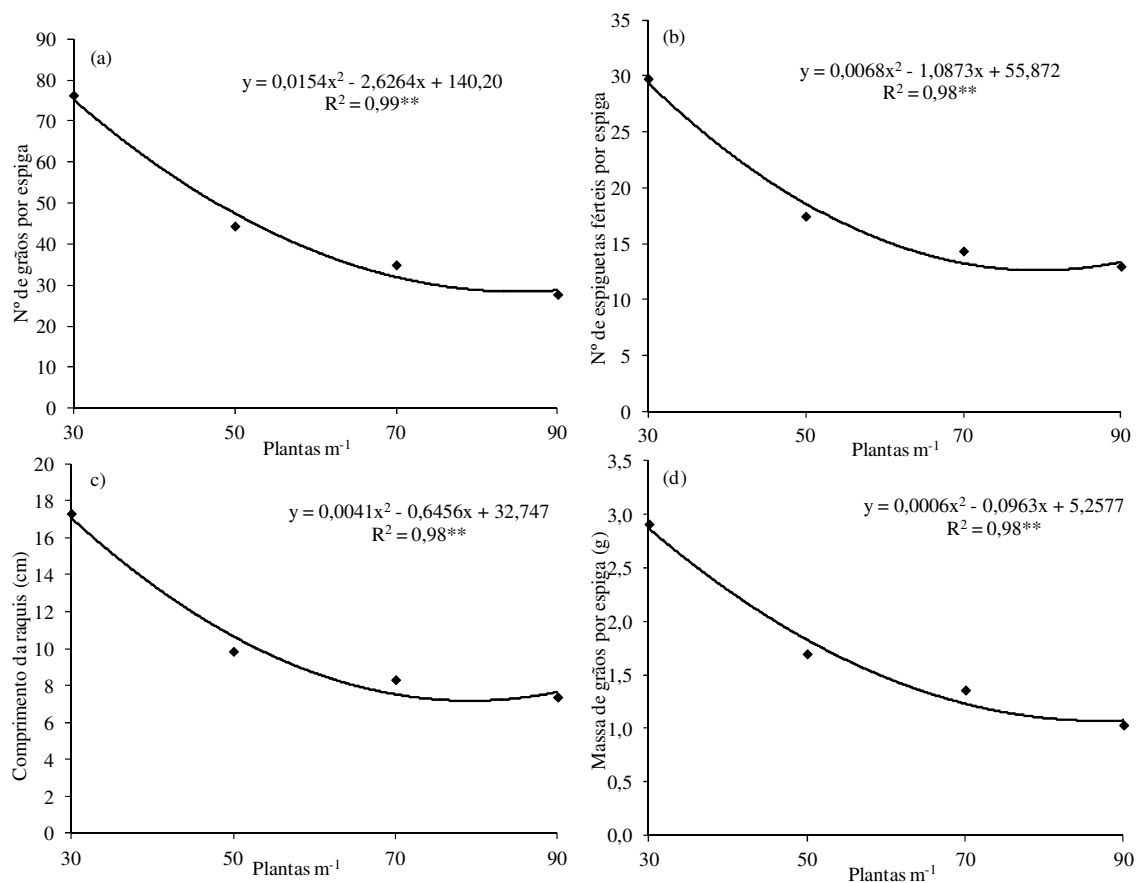 (a)
y = 0,0154x² - 2,6264x + 140,20
R² = 0,99**
Nº de grãos por espiga
90
80
70
60
50
40
30
20
10
0
30 50 70 90
Plantas m⁻¹
(b)
y = 0,0068x² - 1,0873x + 55,872
R² = 0,98**
Nº de espiguetas férteis por espiga
35
30
25
20
15
10
5
0
30 50 70 90
Plantas m⁻¹
c)
y = 0,0041x² - 0,6456x + 32,747
R² = 0,98**
Comprimento da raquis (cm)
20
18
16
14
12
10
8
6
4
2
0
30 50 70 90
Plantas m⁻¹
(d)
y = 0,0006x² - 0,0963x + 5,2577
R² = 0,98**
Massa de grãos por espiga (g)
3,5
3,0
2,5
2,0
1,5
1,0
0,5
0,0
30 50 70 90
Plantas m⁻¹